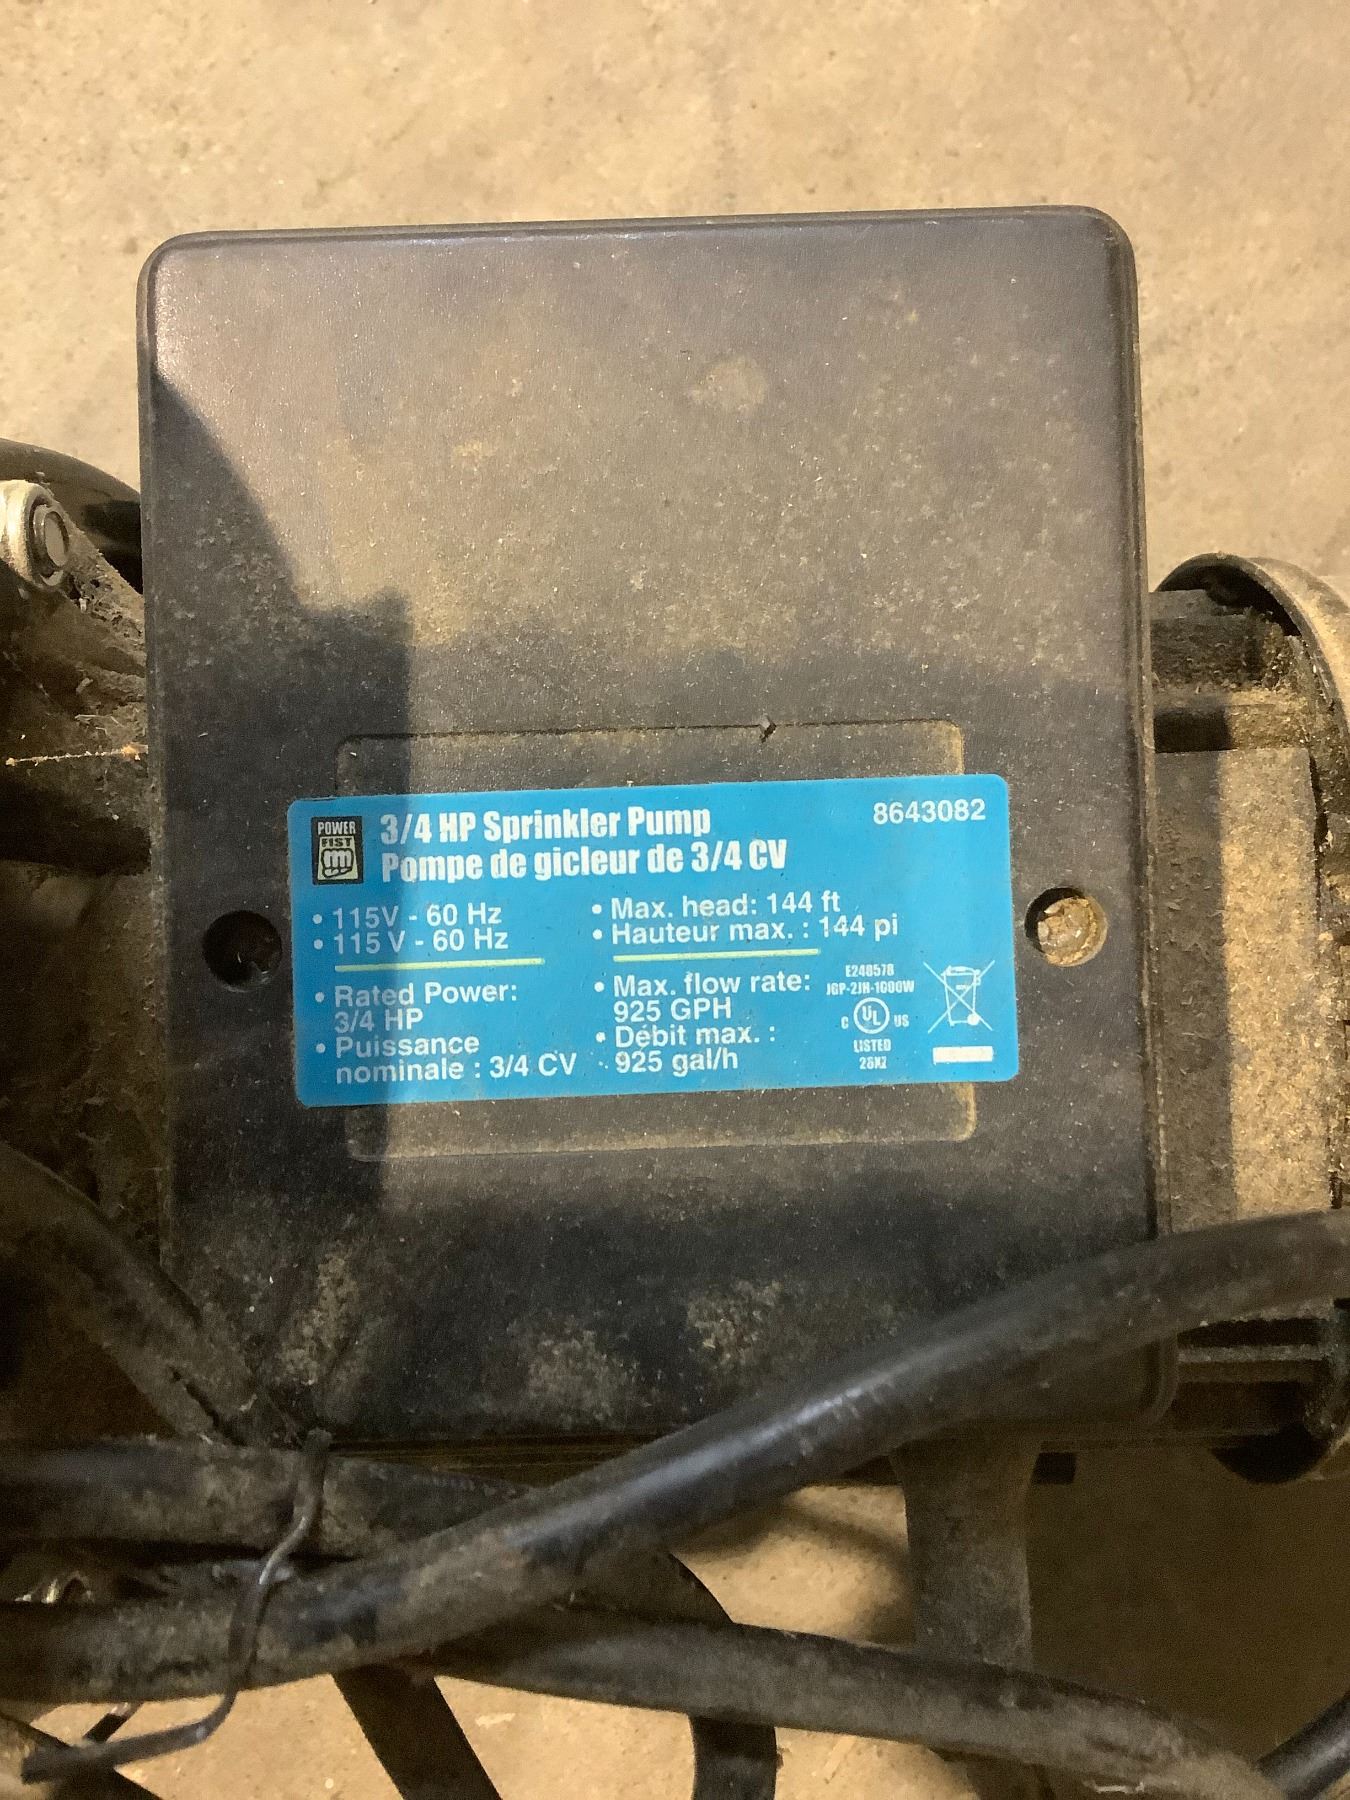 POWER
FIST
3/4 HP Sprinkler Pump
Pompe de gicleur de 3/4 CV
8643082
• 115V - 60 Hz
• 115 V - 60 Hz
• Rated Power:
3/4 HP
• Puissance
nominale : 3/4 CV
• Max. head: 144 ft
• Hauteur max. : 144 pi
• Max. flow rate:
925 GPH
• Débit max. :
925 gal/h
E248578
C UL US
LISTED